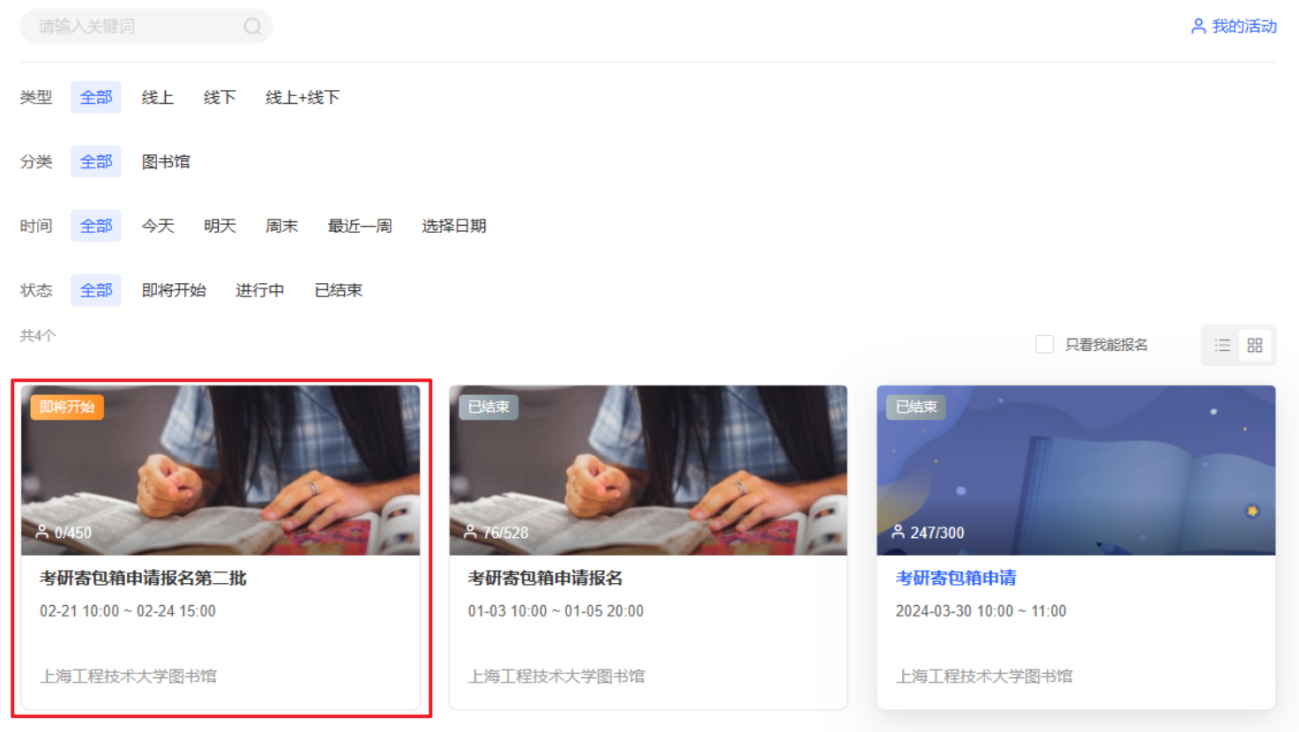 请输入关键词
我的活动
类型 全部 线上 线下 线上+线下
分类 全部 图书馆
时间 全部 今天 明天 周末 最近一周 选择日期
状态 全部 即将开始 进行中 已结束
共4个
只看我能报名
即将开始
0/450
考研寄包箱申请报名第二批
02-21 10:00 ~ 02-24 15:00
上海工程技术大学图书馆
已结束
76/528
考研寄包箱申请报名
01-03 10:00 ~ 01-05 20:00
上海工程技术大学图书馆
已结束
247/300
考研寄包箱申请
2024-03-30 10:00 ~ 11:00
上海工程技术大学图书馆